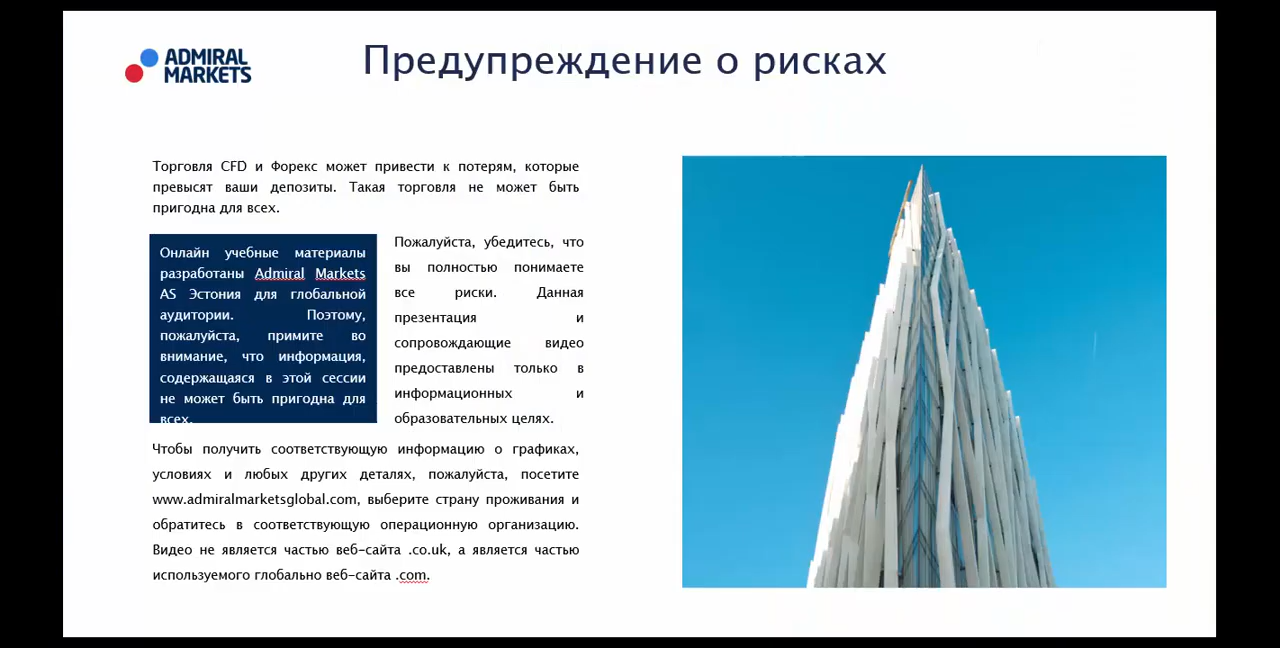 ADMIRAL
MARKETS
Предупреждение о рисках
Торговля CFD и Форекс может привести к потерям, которые
превысят ваши депозиты. Такая торговля не может быть
пригодна для всех.
Онлайн учебные материалы
разработаны Admiral Markets
AS Эстония для глобальной
аудитории. Поэтому,
пожалуйста, примите во
внимание, что информация,
содержащаяся в этой сессии
не может быть пригодна для
всех.
Пожалуйста, убедитесь, что
вы полностью понимаете
все риски. Данная
презентация и
сопровождающие видео
предоставлены только в
информационных и
образовательных целях.
Чтобы получить соответствующую информацию о графиках,
условиях и любых других деталях, пожалуйста, посетите
www.admiralmarketsglobal.com, выберите страну проживания и
обратитесь в соответствующую операционную организацию.
Видео не является частью веб-сайта .co.uk, а является частью
используемого глобально веб-сайта .com.